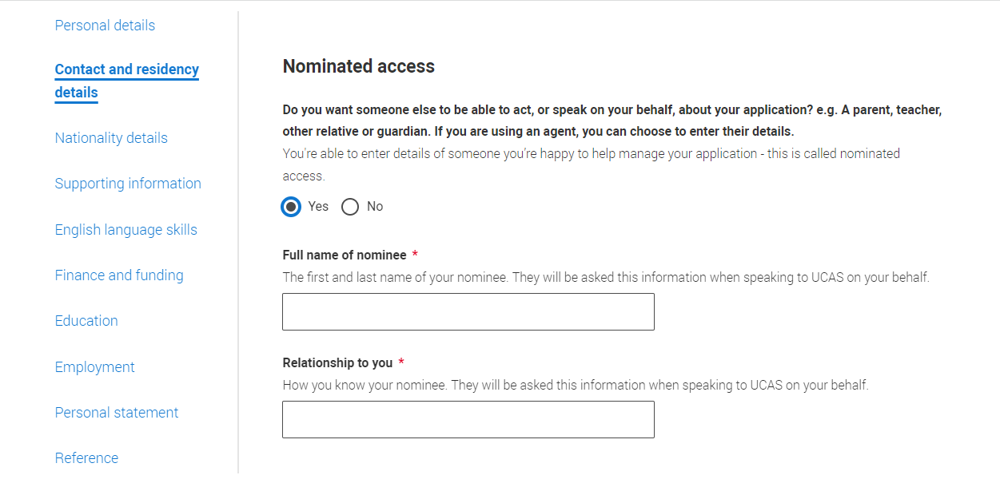 Personal details
Contact and residency
details
Nationality details
Supporting information
English language skills
Finance and funding
Education
Employment
Personal statement
Reference
Nominated access
Do you want someone else to be able to act, or speak on your behalf, about your application? e.g. A parent, teacher,
other relative or guardian. If you are using an agent, you can choose to enter their details.
You're able to enter details of someone you're happy to help manage your application - this is called nominated
access.
Yes No
Full name of nominee *
The first and last name of your nominee. They will be asked this information when speaking to UCAS on your behalf.
Relationship to you *
How you know your nominee. They will be asked this information when speaking to UCAS on your behalf.